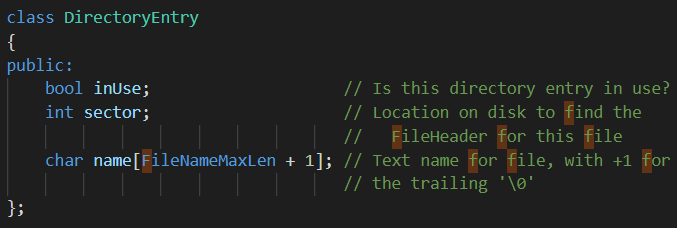 class DirectoryEntry
{
public:
    bool inUse;                   // Is this directory entry in use?
    int sector;                   // Location on disk to find the
                                  //   FileHeader for this file
    char name[FileNameMaxLen + 1]; // Text name for file, with +1 for
                                  // the trailing '\0'
};